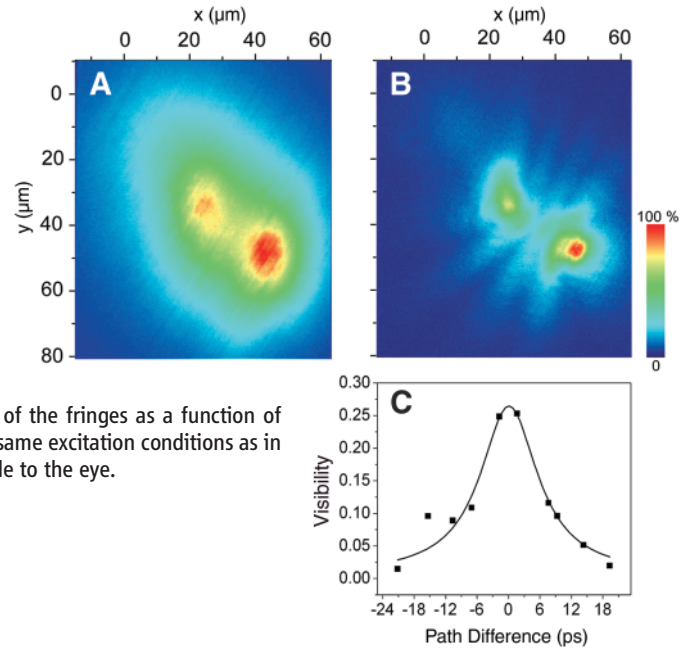 x (µm)
x (µm)
0 20 40 60
0 20 40 60
A
B
0
20
40
60
80
y (µm)
100 %
0
of the fringes as a function of
same excitation conditions as in
le to the eye.
C
0.30
0.25
0.20
0.15
0.10
0.05
0.00
Visibility
-24 -18 -12 -6 0 6 12 18
Path Difference (ps)